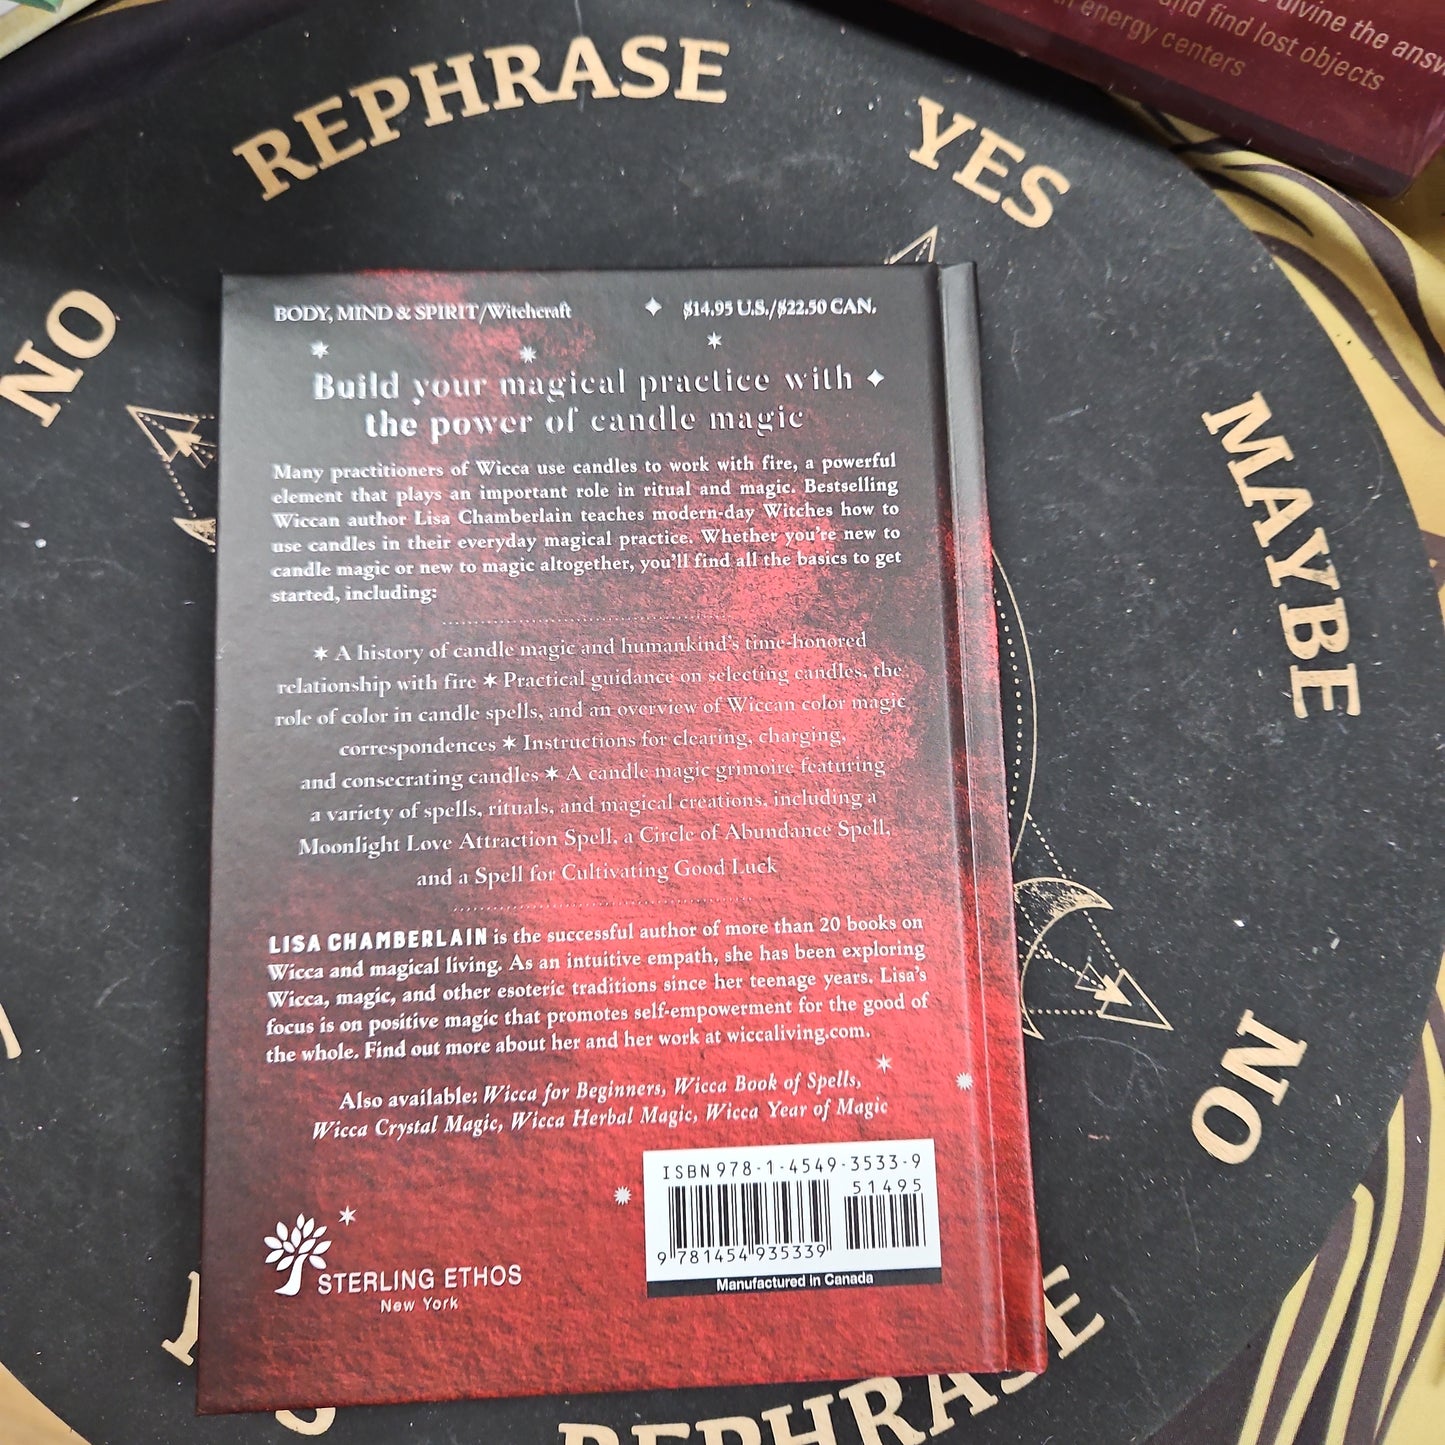 REPHRASE
YES
divine the
and find lost objects
energy centers
NO
MAYBE
BODY, MIND & SPIRIT/Witchcraft
$14.95 U.S./$22.50 CAN.
Build your magical practice with
the power of candle magic
Many practitioners of Wicca use candles to work with fire, a powerful
element that plays an important role in ritual and magic. Bestselling
Wiccan author Lisa Chamberlain teaches modern-day Witches how to
use candles in their everyday magical practice. Whether you're new to
candle magic or new to magic altogether, you'll find all the basics to get
started, including:
✶ A history of candle magic and humankind's time-honored
relationship with fire ✶ Practical guidance on selecting candles, the
role of color in candle spells, and an overview of Wiccan color magic
correspondences ✶ Instructions for clearing, charging,
and consecrating candles ✶ A candle magic grimoire featuring
a variety of spells, rituals, and magical creations, including a
Moonlight Love Attraction Spell, a Circle of Abundance Spell,
and a Spell for Cultivating Good Luck
LISA CHAMBERLAIN is the successful author of more than 20 books on
Wicca and magical living. As an intuitive empath, she has been exploring
Wicca, magic, and other esoteric traditions since her teenage years. Lisa's
focus is on positive magic that promotes self-empowerment for the good of
the whole. Find out more about her and her work at wiccaliving.com.
Also available: Wicca for Beginners, Wicca Book of Spells,
Wicca Crystal Magic, Wicca Herbal Magic, Wicca Year of Magic
ISBN 978-1-4549-3533-9
51495
9 781454 935339
Manufactured in Canada
STERLING ETHOS
New York
NO
REPHRASE